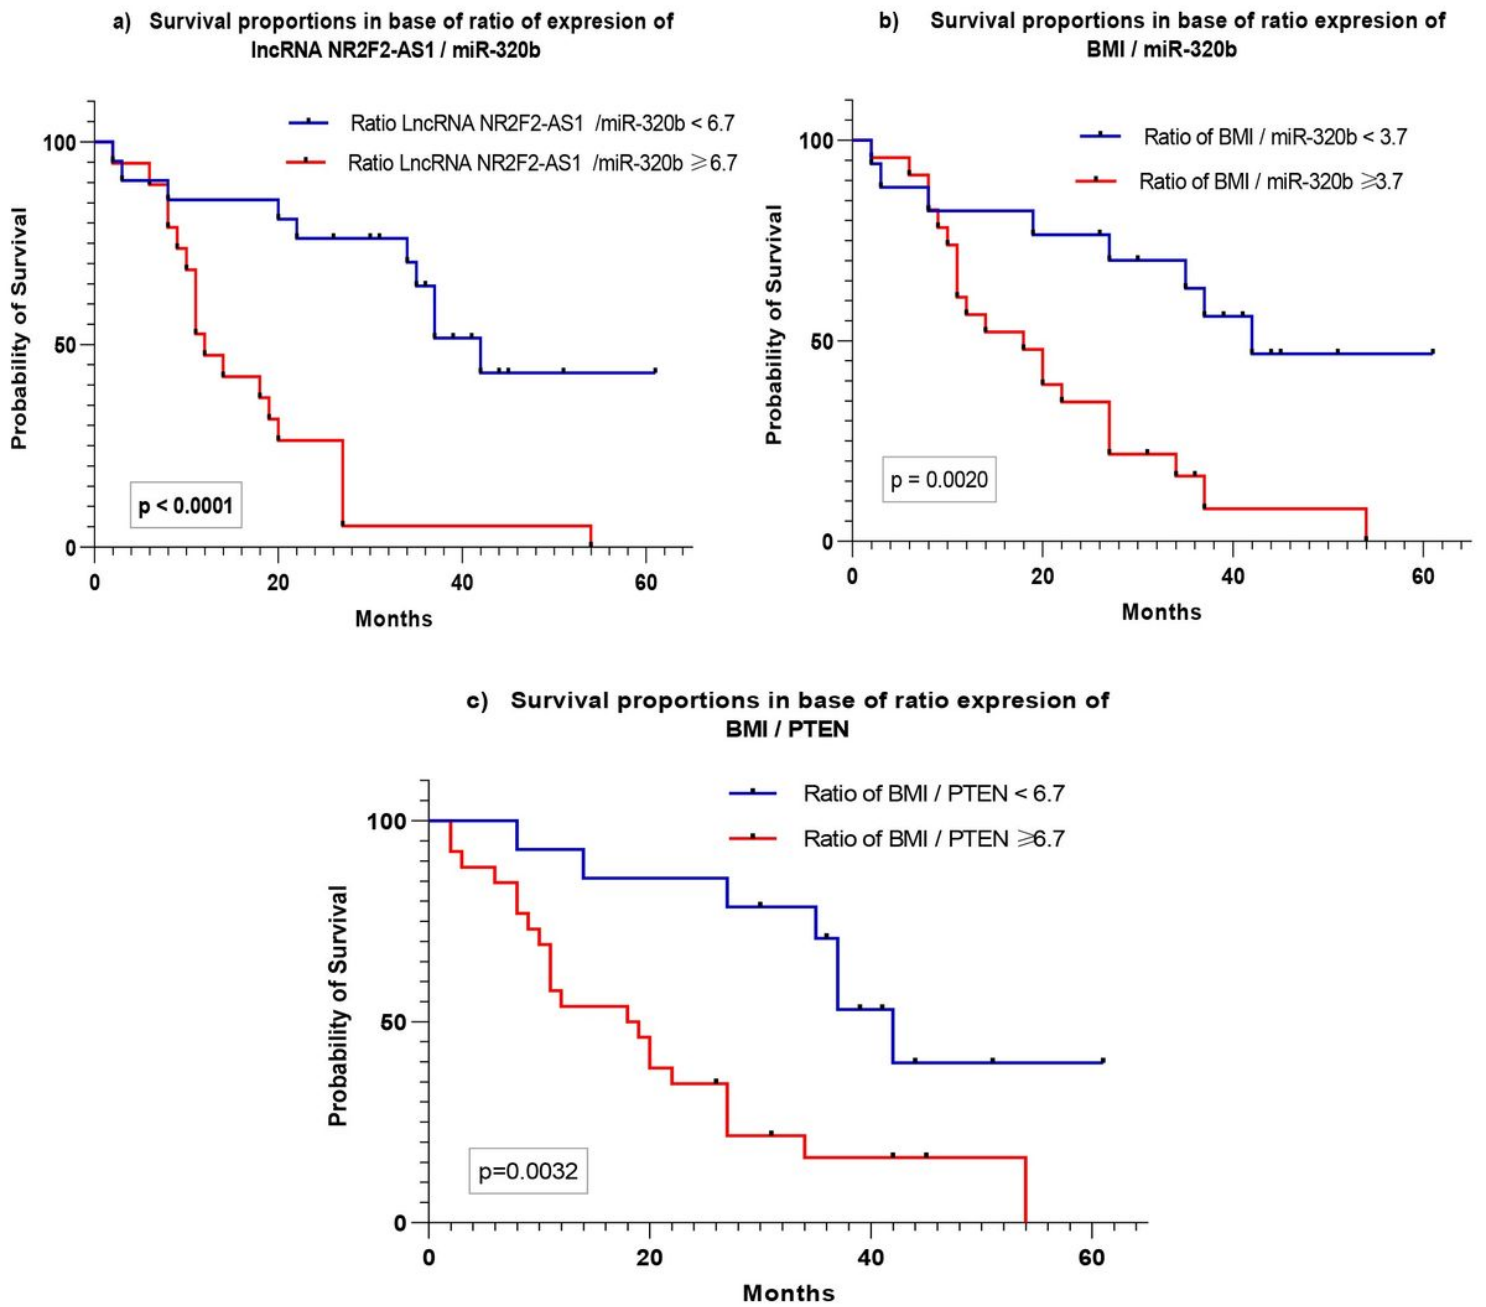 a) Survival proportions in base of ratio of expresion of
lncRNA NR2F2-AS1 / miR-320b
Ratio LncRNA NR2F2-AS1 /miR-320b < 6.7
Ratio LncRNA NR2F2-AS1 /miR-320b ⩾6.7
100
50
0
Probability of Survival
p < 0.0001
0 20 40 60
Months
b) Survival proportions in base of ratio expresion of
BMI / miR-320b
Ratio of BMI / miR-320b < 3.7
Ratio of BMI / miR-320b ⩾3.7
100
50
0
Probability of Survival
p = 0.0020
0 20 40 60
Months
c) Survival proportions in base of ratio expresion of
BMI / PTEN
Ratio of BMI / PTEN < 6.7
Ratio of BMI / PTEN ⩾6.7
100
50
0
Probability of Survival
p=0.0032
0 20 40 60
Months